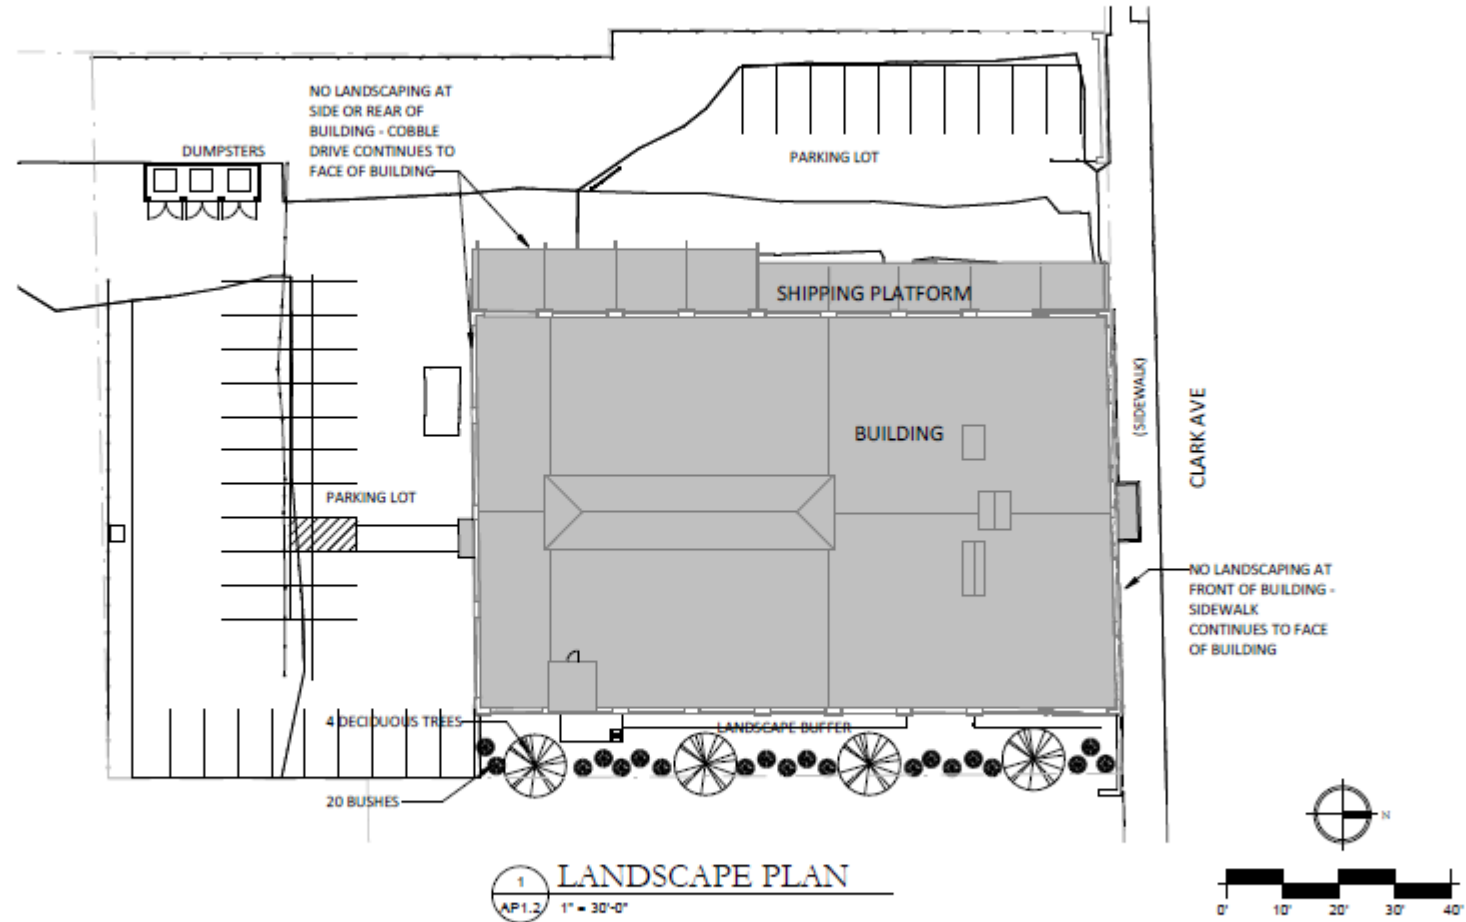 NO LANDSCAPING AT
SIDE OR REAR OF
BUILDING - COBBLE
DRIVE CONTINUES TO
FACE OF BUILDING
DUMPSTERS
PARKING LOT
SHIPPING PLATFORM
(SIDEWALK)
CLARK AVE
BUILDING
PARKING LOT
NO LANDSCAPING AT
FRONT OF BUILDING -
SIDEWALK
CONTINUES TO FACE
OF BUILDING
4 DECIDUOUS TREES
LANDSCAPE BUFFER
20 BUSHES
N
1
AP1.2
LANDSCAPE PLAN
1" = 30'-0"
0' 10' 20' 30' 40'